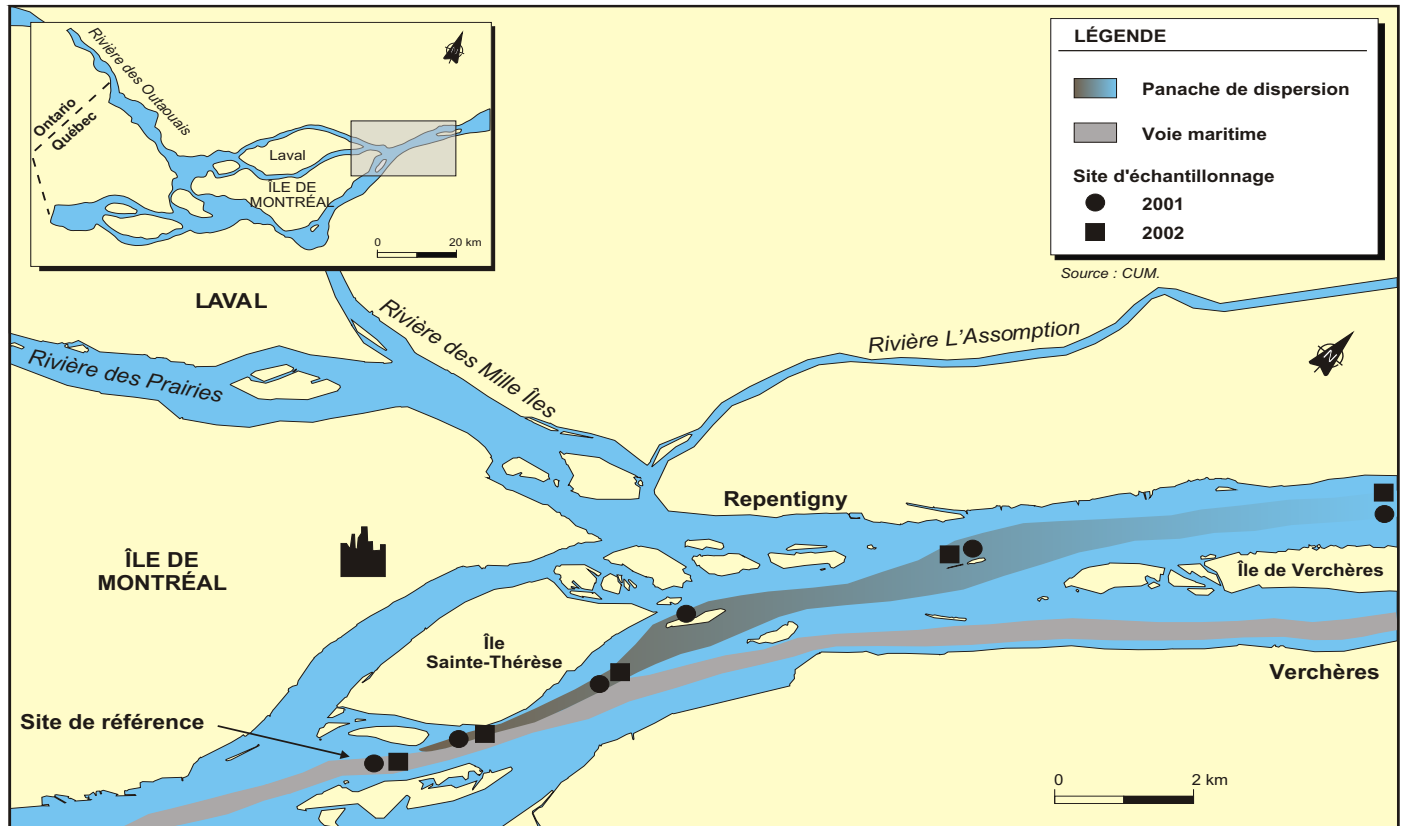 Rivière des Outaouais
Ontario
Québec
Laval
ÎLE DE
MONTRÉAL
0 20 km
LÉGENDE
Panache de dispersion
Voie maritime
Site d'échantillonnage
2001
2002
Source : CUM.
LAVAL
Rivière des Prairies
Rivière des Mille Îles
Rivière L'Assomption
N
Repentigny
ÎLE DE
MONTRÉAL
Île de Verchères
Île
Sainte-Thérèse
Verchères
Site de référence
0 2 km